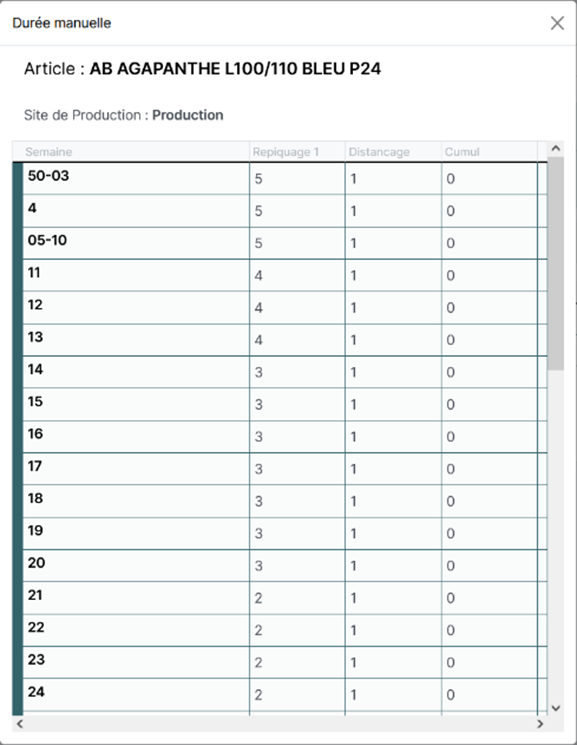 Durée manuelle
Article : AB AGAPANTHE L100/110 BLEU P24
Site de Production : Production
Semaine Repiquage 1 Distancage Cumul
50-03 5 1 0
4 5 1 0
05-10 5 1 0
11 4 1 0
12 4 1 0
13 4 1 0
14 3 1 0
15 3 1 0
16 3 1 0
17 3 1 0
18 3 1 0
19 3 1 0
20 3 1 0
21 2 1 0
22 2 1 0
23 2 1 0
24 2 1 0